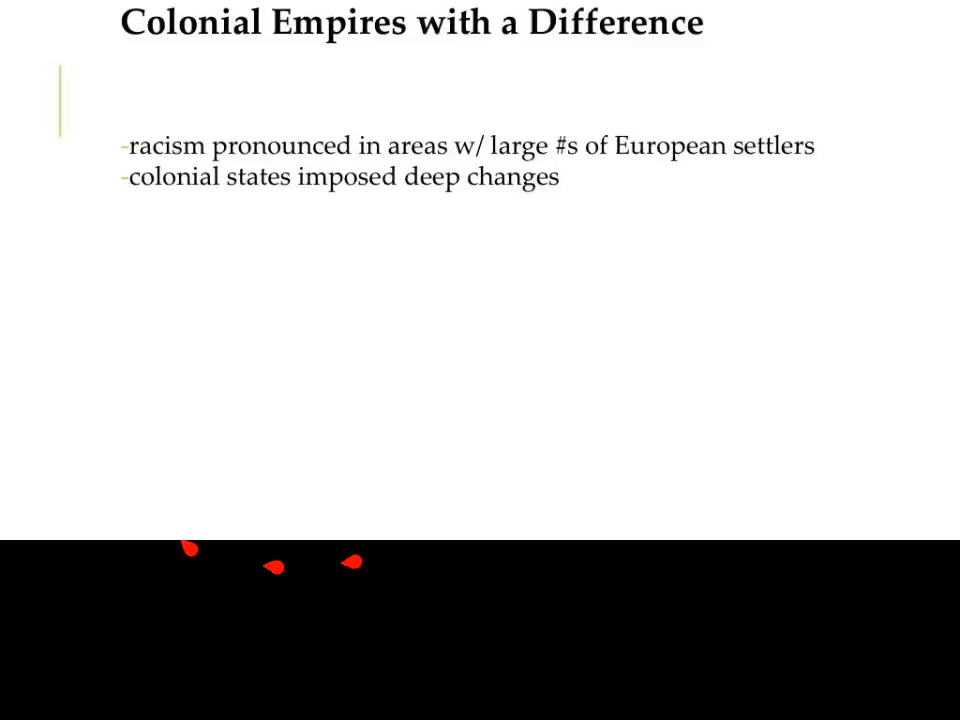 Colonial Empires with a Difference
-racism pronounced in areas w/ large #s of European settlers
-colonial states imposed deep changes